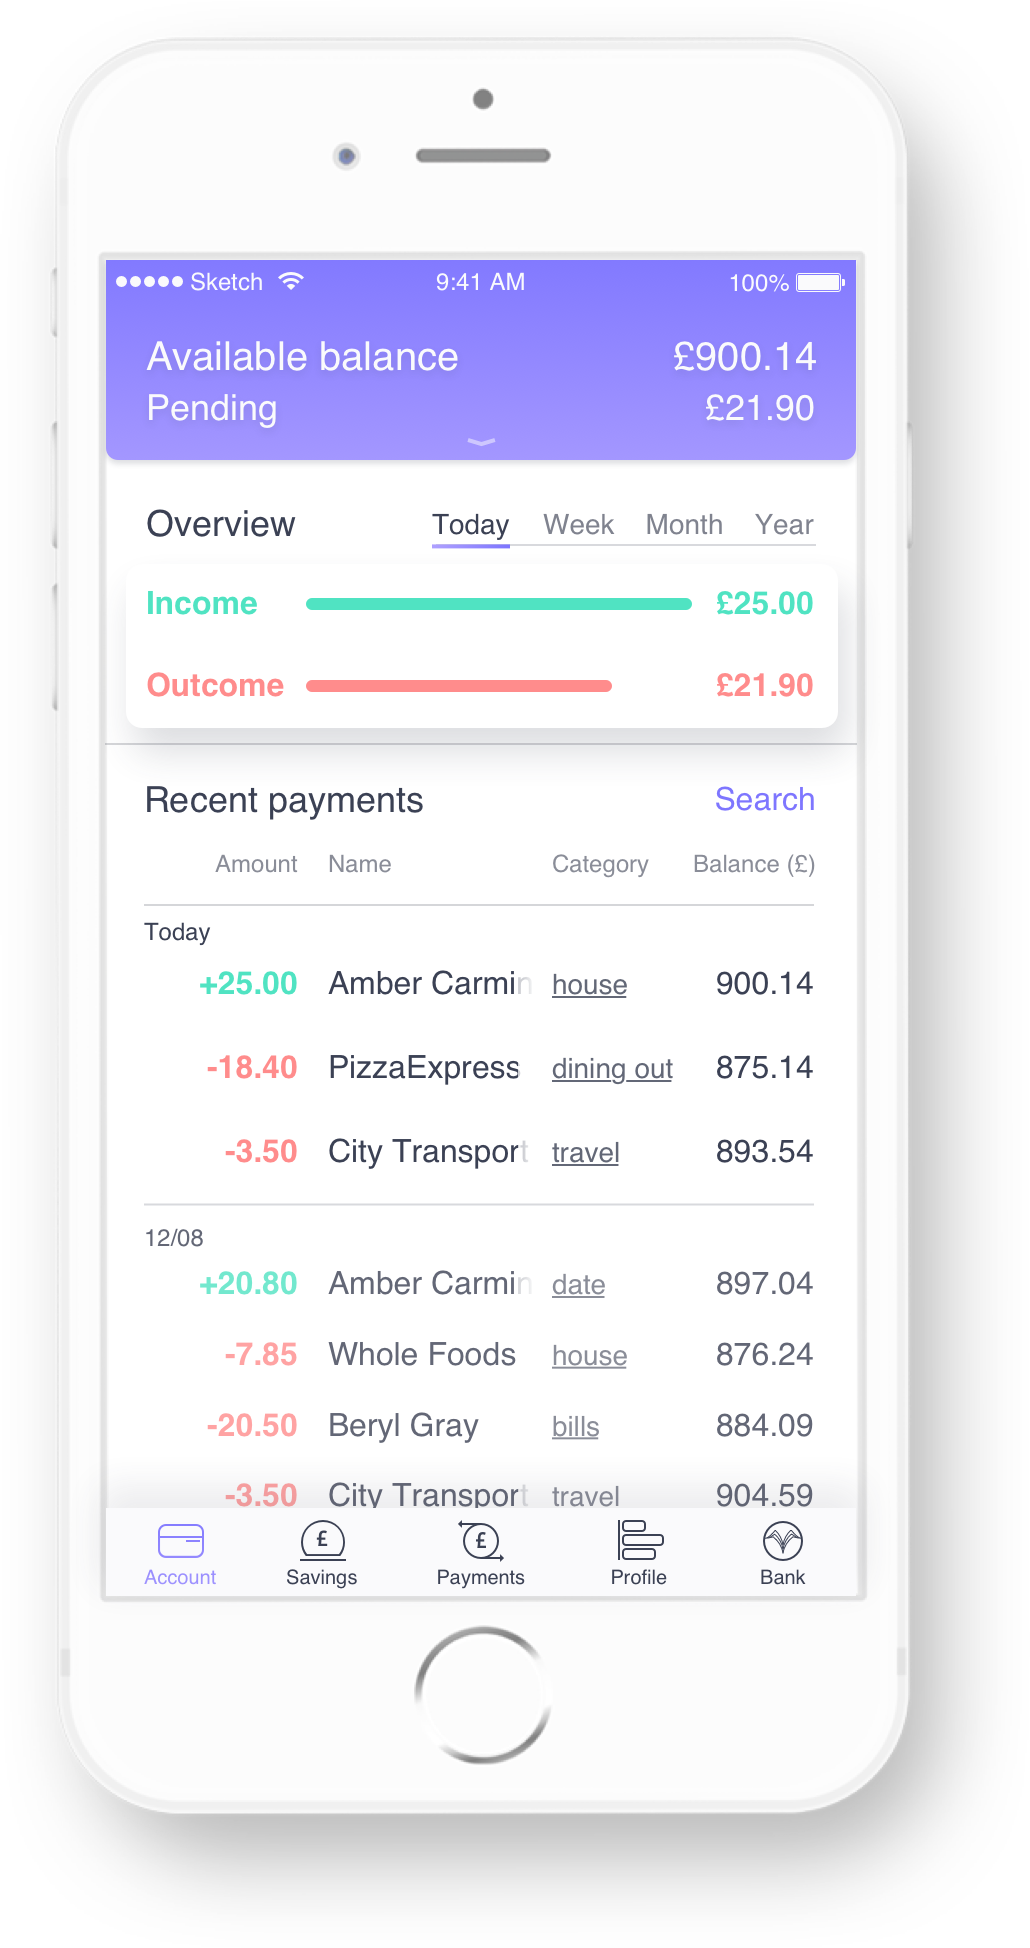 Sketch 9:41 AM 100%
Available balance £900.14
Pending £21.90
Overview Today Week Month Year
Income £25.00
Outcome £21.90
Recent payments Search
Amount Name Category Balance (£)
Today
+25.00 Amber Carmin house 900.14
-18.40 PizzaExpress dining out 875.14
-3.50 City Transport travel 893.54
12/08
+20.80 Amber Carmin date 897.04
-7.85 Whole Foods house 876.24
-20.50 Beryl Gray bills 884.09
-3.50 City Transport travel 904.59
£ £
Account Savings Payments Profile Bank